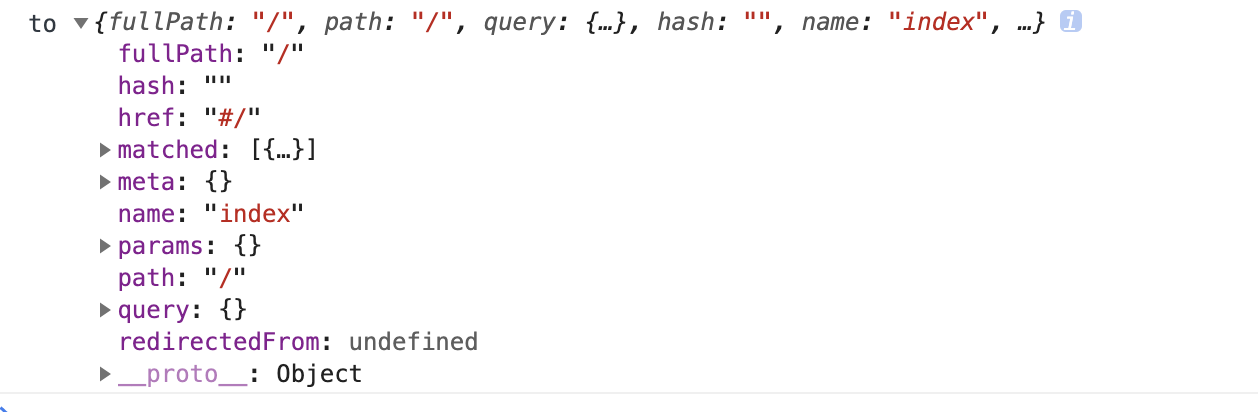 to ▼{fullPath: "/", path: "/", query: {…}, hash: "", name: "index", …} i
fullPath: "/"
hash: ""
href: "#/"
▶matched: [{…}]
▶meta: {}
name: "index"
▶params: {}
path: "/"
▶query: {}
redirectedFrom: undefined
▶__proto__: Object